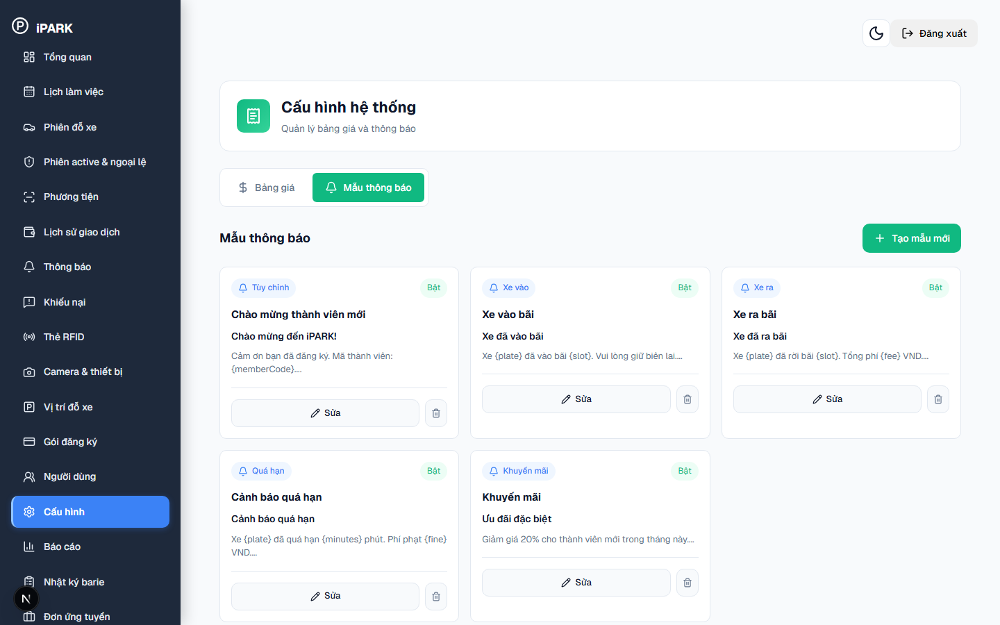 iPARK
Tổng quan
Lịch làm việc
Phiên đỗ xe
Phiên active & ngoại lệ
Phương tiện
Lịch sử giao dịch
Thông báo
Khiếu nại
Thẻ RFID
Camera & thiết bị
Vị trí đỗ xe
Gói đăng ký
Người dùng
Cấu hình
Báo cáo
Nhật ký barie
Đơn ứng tuyển
N
Đăng xuất
Cấu hình hệ thống
Quản lý bảng giá và thông báo
Bảng giá
Mẫu thông báo
Mẫu thông báo
Tạo mẫu mới
Tùy chỉnh
Bật
Chào mừng thành viên mới
Chào mừng đến iPARK!
Cảm ơn bạn đã đăng ký. Mã thành viên:
{memberCode}....
Sửa
Xe vào
Bật
Xe vào bãi
Xe đã vào bãi
Xe {plate} đã vào bãi {slot}. Vui lòng giữ biên lai....
Sửa
Xe ra
Bật
Xe ra bãi
Xe đã ra bãi
Xe {plate} đã rời bãi {slot}. Tổng phí {fee} VND....
Sửa
Quá hạn
Bật
Cảnh báo quá hạn
Cảnh báo quá hạn
Xe {plate} đã quá hạn {minutes} phút. Phí phạt {fine}
VND....
Sửa
Khuyến mãi
Bật
Khuyến mãi
Ưu đãi đặc biệt
Giảm giá 20% cho thành viên mới trong tháng này....
Sửa